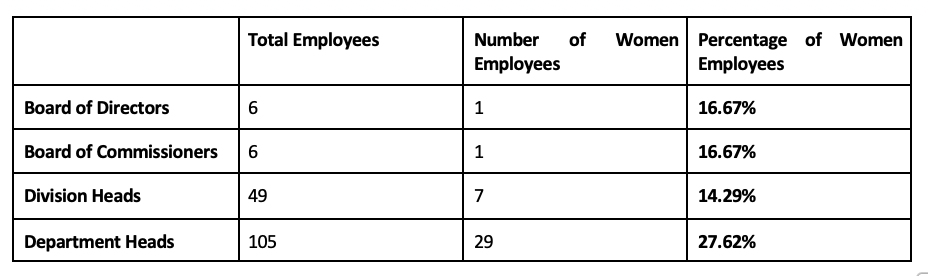 Total Employees Number of Women Percentage of Women
Employees Employees
Board of Directors 6 1 16.67%
Board of Commissioners 6 1 16.67%
Division Heads 49 7 14.29%
Department Heads 105 29 27.62%